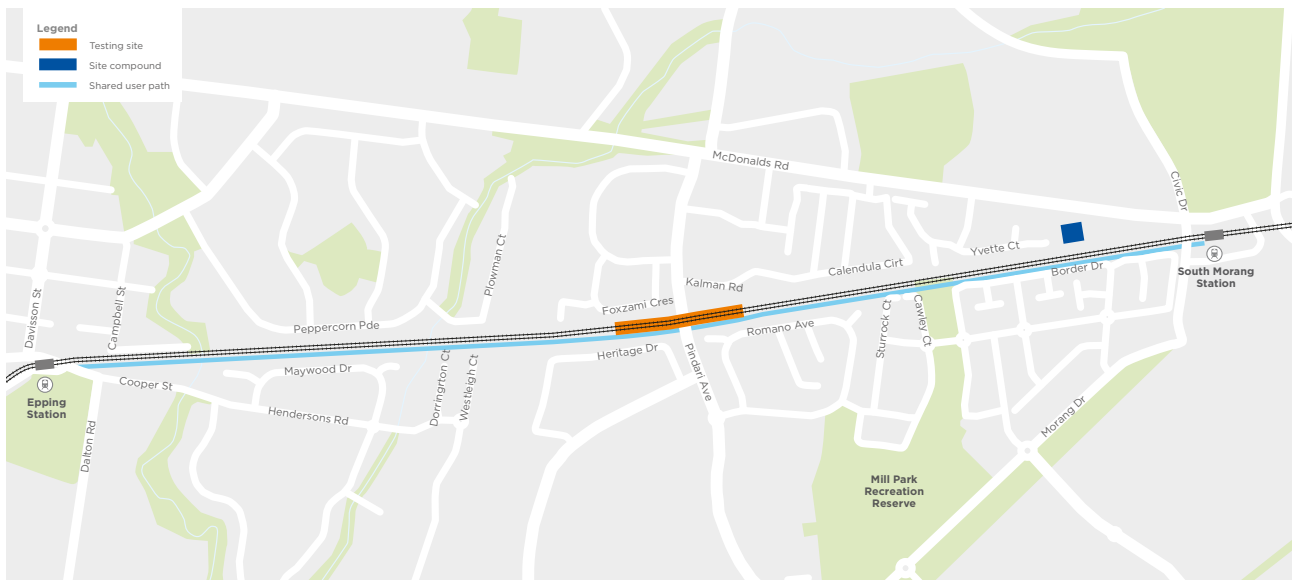 Legend
Testing site
Site compound
Shared user path
McDonalds Rd
Civic Dr
Plowman Ct
Yvette Ct
Calendula Cirt
Border Dr
South Morang
Station
Kalman Rd
Foxzami Cres
Davisson St
Campbell St
Peppercorn Pde
Romano Ave
Sturrock Ct
Cawley Ct
Heritage Dr
Pindari Ave
Maywood Dr
Cooper St
Dorringrton Ct
Westleigh Ct
Epping
Station
Hendersons Rd
Morang Dr
Dalton Rd
Mill Park
Recreation
Reserve